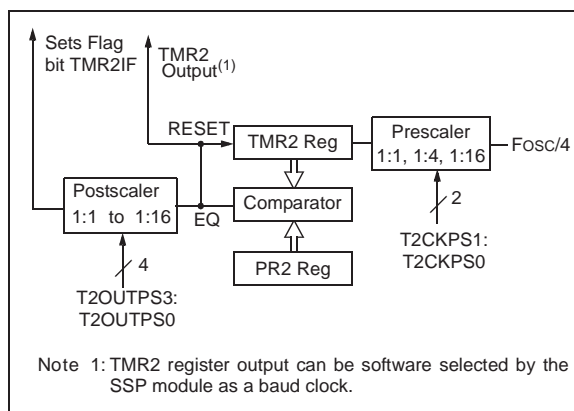 Sets Flag
bit TMR2IF
TMR2
Output(1)
RESET
TMR2 Reg
Prescaler
1:1, 1:4, 1:16
FOSC/4
Postscaler
1:1 to 1:16
EQ
Comparator
2
T2CKPS1:
T2CKPS0
4
PR2 Reg
T2OUTPS3:
T2OUTPS0
Note 1: TMR2 register output can be software selected by the
SSP module as a baud clock.